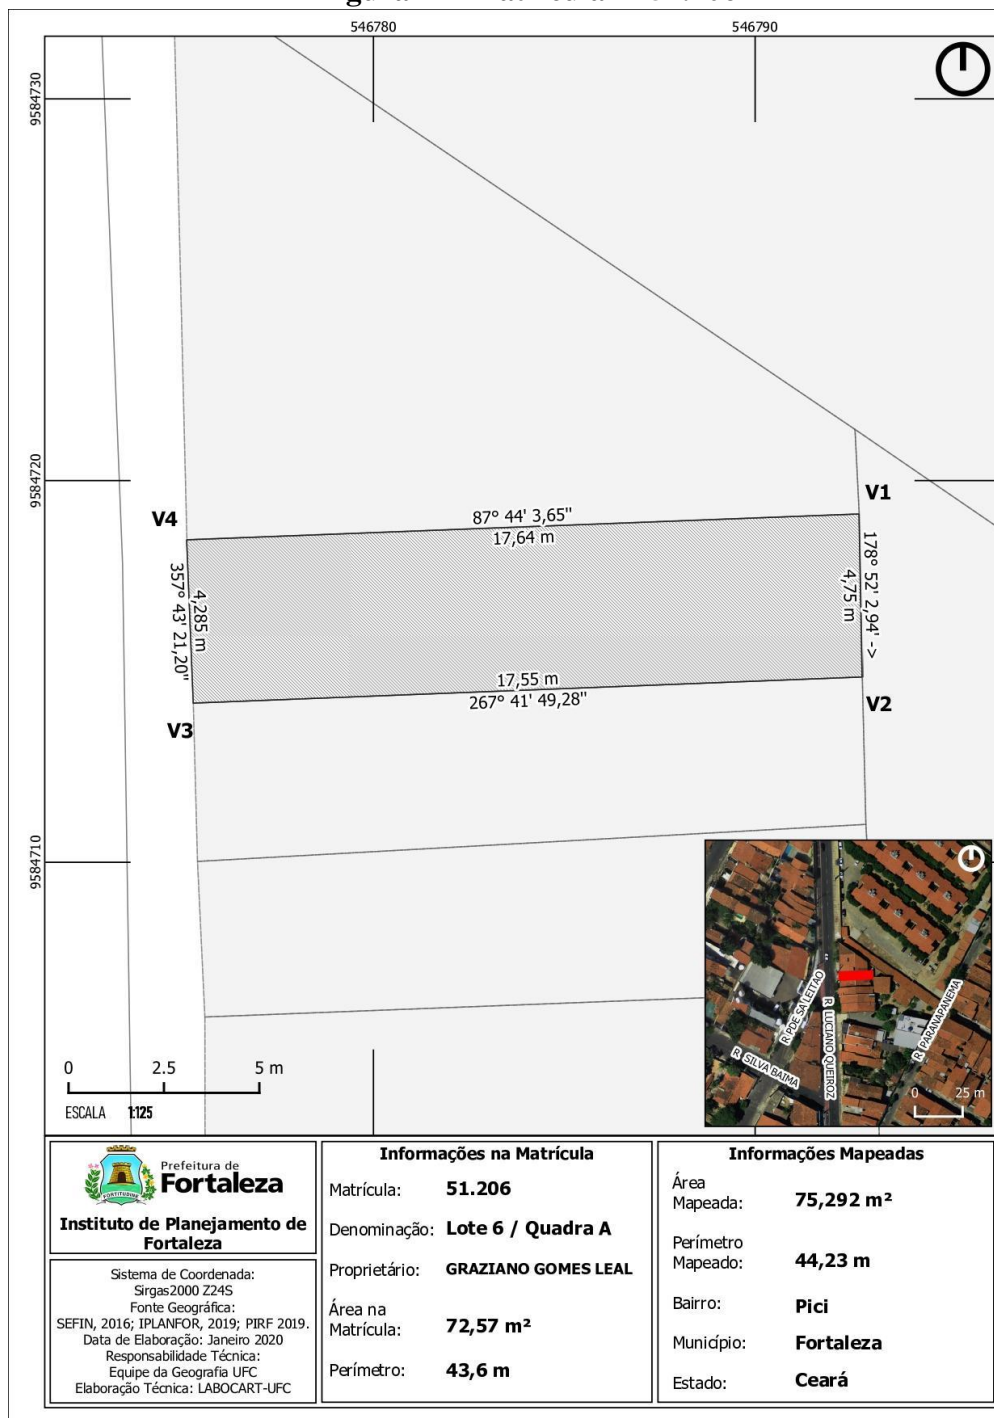 546780
546790
9584730
9584720
9584710
V1
V4
87° 44' 3,65"
17,64 m
178° 52' 2,94' ->
4,75 m
357° 43' 21,20"
4,285 m
17,55 m
267° 41' 49,28"
V2
V3
0 2.5 5 m
ESCALA 1:125
R PDE SA LEITAO
R LUCIANO QUEIROZ
R PARANAPANEMA
R SILVA BAIMA
0 25 m
FORTITUDINE
Prefeitura de
Fortaleza
Instituto de Planejamento de
Fortaleza
Sistema de Coordenada:
Sirgas2000 Z24S
Fonte Geográfica:
SEFIN, 2016; IPLANFOR, 2019; PIRF 2019.
Data de Elaboração: Janeiro 2020
Responsabilidade Técnica:
Equipe da Geografia UFC
Elaboração Técnica: LABOCART-UFC
Informações na Matrícula
Matrícula: 51.206
Denominação: Lote 6 / Quadra A
Proprietário: GRAZIANO GOMES LEAL
Área na
Matrícula: 72,57 m²
Perímetro: 43,6 m
Informações Mapeadas
Área
Mapeada: 75,292 m²
Perímetro
Mapeado: 44,23 m
Bairro: Pici
Município: Fortaleza
Estado: Ceará